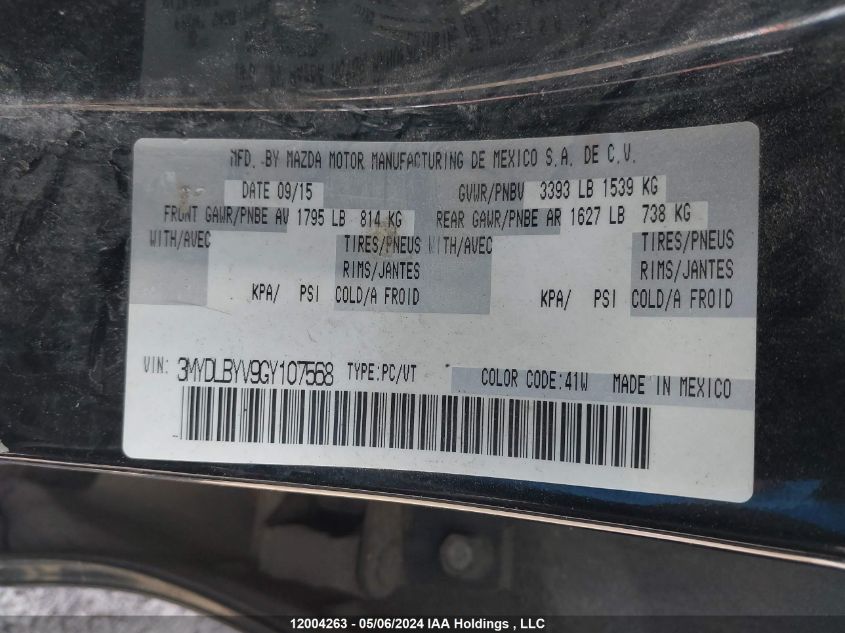 MFD. BY MAZDA MOTOR MANUFACTURING DE MEXICO S.A. DE C.V.
DATE 09/15 GVWR/PNBV 3393 LB 1539 KG
FRONT GAWR/PNBE AV 1795 LB 814 KG REAR GAWR/PNBE AR 1627 LB 738 KG
WITH/AVEC TIRES/PNEUS WITH/AVEC TIRES/PNEUS
RIMS/JANTES RIMS/JANTES
KPA/ PSI COLD/A FROID KPA/ PSI COLD/A FROID
VIN: 3MYDLBYV9GY107568 TYPE:PC/VT COLOR CODE:41W MADE IN MEXICO
12004263 - 05/06/2024 IAA Holdings , LLC